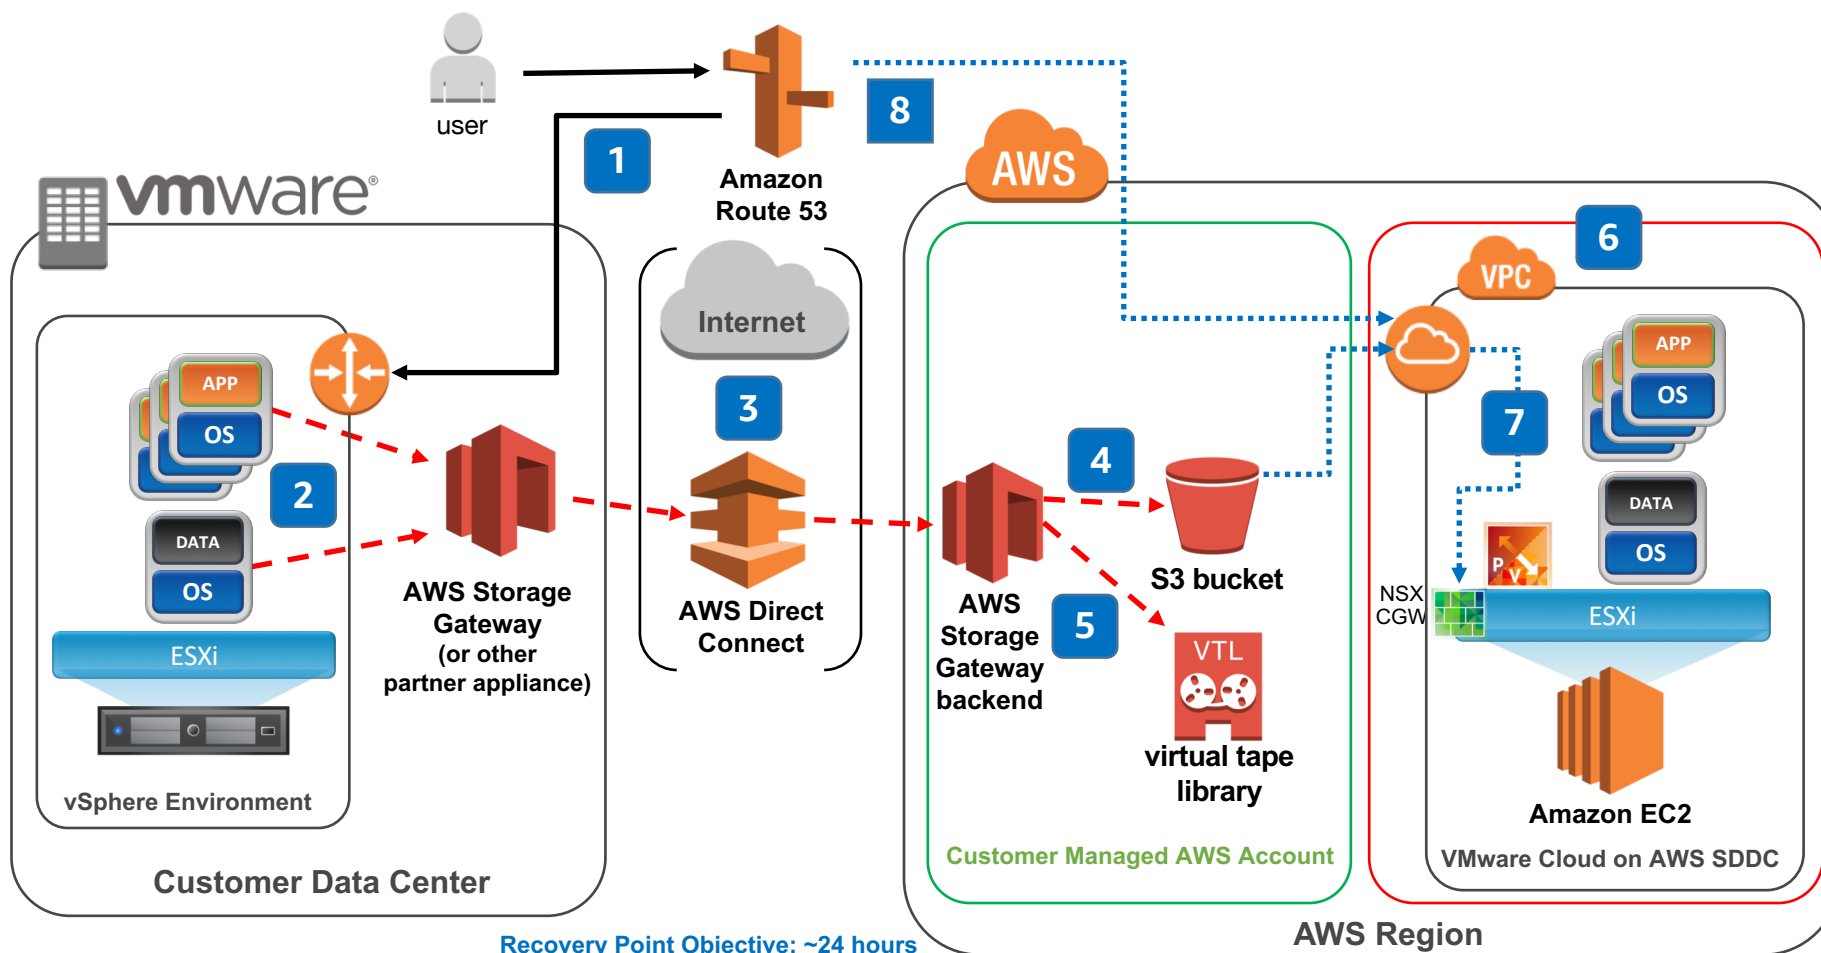 user
8
1
AWS
Amazon
Route 53
vmware®
6
VPC
Internet
APP
OS
2
DATA
OS
ESXi
vSphere Environment
Customer Data Center
AWS Storage
Gateway
(or other
partner appliance)
3
AWS Direct
Connect
4
S3 bucket
AWS
Storage
Gateway
backend
5
VTL
virtual tape
library
Customer Managed AWS Account
7
APP
OS
DATA
OS
P
V
NSX
CGW
ESXi
Amazon EC2
VMware Cloud on AWS SDDC
AWS Region
Recovery Point Objective: ~24 hours